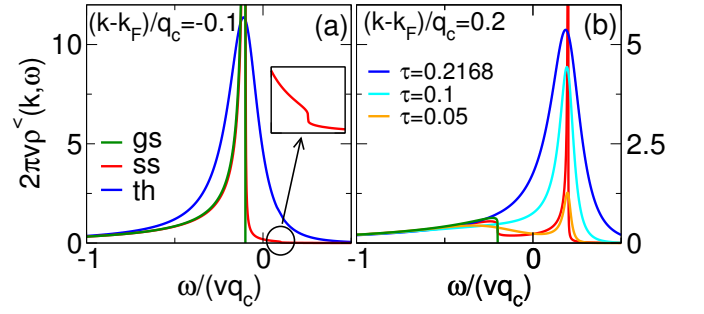 (k-k_F)/q_c=-0.1 (a)
(k-k_F)/q_c=0.2 (b)
2πvρ^<(k,ω)
10
5
0
gs
ss
th
-1
0
ω/(vq_c)
τ=0.2168
τ=0.1
τ=0.05
5
2.5
0
-1
0
ω/(vq_c)